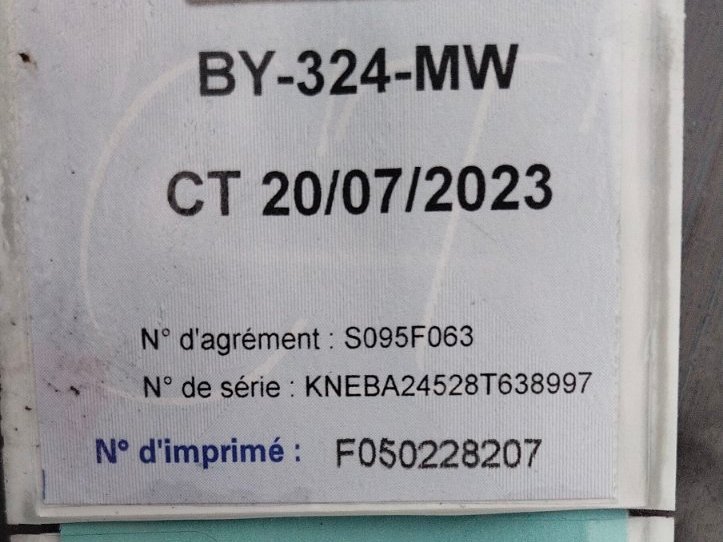 BY-324-MW
CT 20/07/2023
N° d'agrément : S095F063
N° de série : KNEBA24528T638997
N° d'imprimé : F050228207